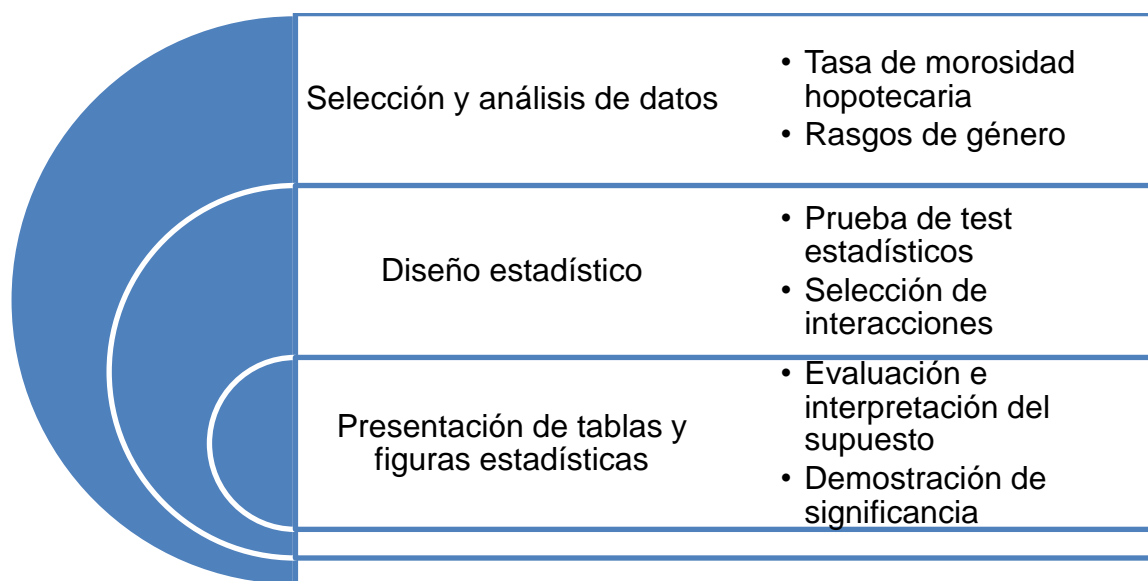 Selección y análisis de datos
• Tasa de morosidad
hopotecaria
• Rasgos de género
Diseño estadístico
• Prueba de test
estadísticos
• Selección de
interacciones
Presentación de tablas y
figuras estadísticas
• Evaluación e
interpretación del
supuesto
• Demostración de
significancia